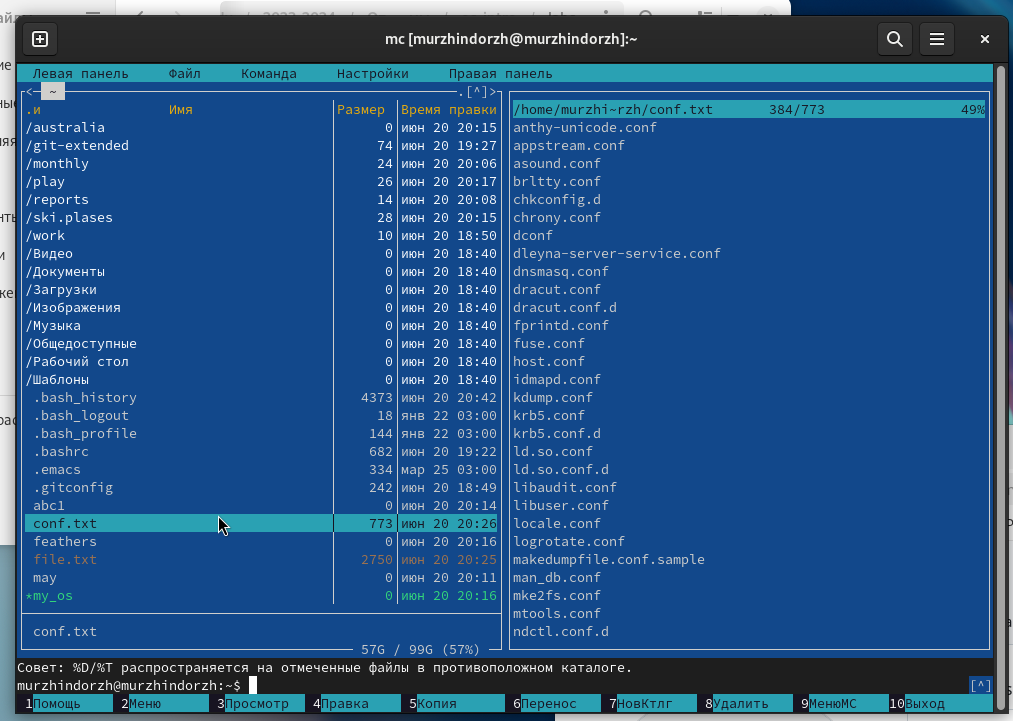 mc [murzhindorzh@murzhindorzh]:~
Левая панель Файл Команда Настройки Правая панель
<─ ~ .[^]>
.и Имя Размер Время правки
/australia 0 июн 20 20:15
/git-extended 74 июн 20 19:27
/monthly 24 июн 20 20:06
/play 26 июн 20 20:17
/reports 14 июн 20 20:08
/ski.plases 28 июн 20 20:15
/work 10 июн 20 18:50
/Видео 0 июн 20 18:40
/Документы 0 июн 20 18:40
/Загрузки 0 июн 20 18:40
/Изображения 0 июн 20 18:40
/Музыка 0 июн 20 18:40
/Общедоступные 0 июн 20 18:40
/Рабочий стол 0 июн 20 18:40
/Шаблоны 0 июн 20 18:40
.bash_history 4373 июн 20 20:42
.bash_logout 18 янв 22 03:00
.bash_profile 144 янв 22 03:00
.bashrc 682 июн 20 19:22
.emacs 334 мар 25 03:00
.gitconfig 242 июн 20 18:49
abc1 0 июн 20 20:14
conf.txt 773 июн 20 20:26
feathers 0 июн 20 20:16
file.txt 2750 июн 20 20:25
may 0 июн 20 20:11
*my_os 0 июн 20 20:16
conf.txt
57G / 99G (57%)
/home/murzhi~rzh/conf.txt 384/773 49%
anthy-unicode.conf
appstream.conf
asound.conf
brltty.conf
chkconfig.d
chrony.conf
dconf
dleyna-server-service.conf
dnsmasq.conf
dracut.conf
dracut.conf.d
fprintd.conf
fuse.conf
host.conf
idmapd.conf
kdump.conf
krb5.conf
krb5.conf.d
ld.so.conf
ld.so.conf.d
libaudit.conf
libuser.conf
locale.conf
logrotate.conf
makedumpfile.conf.sample
man_db.conf
mke2fs.conf
mtools.conf
ndctl.conf.d
Совет: %D/%T распространяется на отмеченные файлы в противоположном каталоге.
murzhindorzh@murzhindorzh:~$ [^]
1Помощь 2Меню 3Просмотр 4Правка 5Копия 6Перенос 7НовКтлг 8Удалить 9МенюМС 10Выход